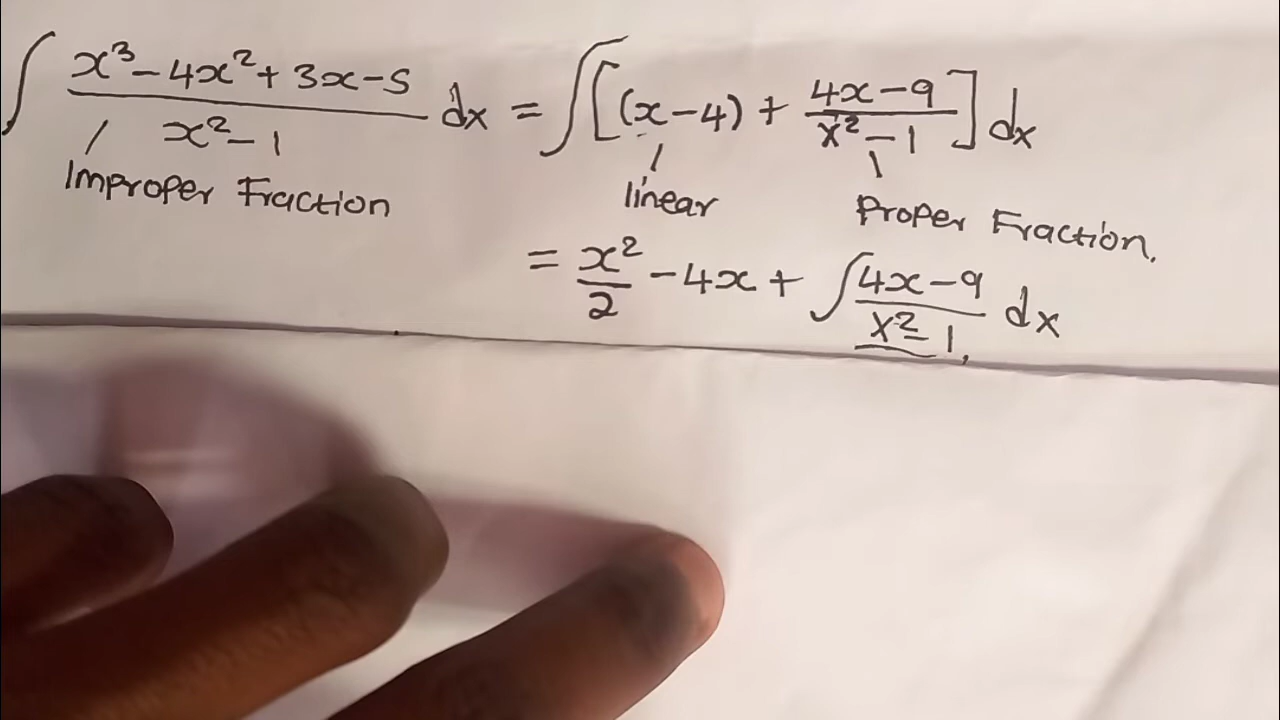 ∫ x³-4x²+3x-5 / x²-1 dx = ∫[(x-4) + 4x-9 / x²-1] dx
Improper Fraction linear Proper Fraction.
= x²/2 -4x + ∫ 4x-9 / x²-1 dx